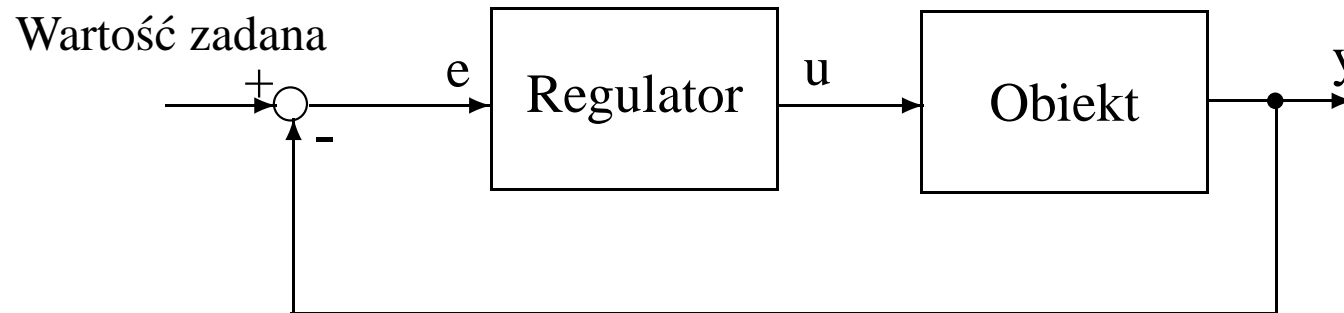 Wartość zadana
+
-
e
Regulator
u
Obiekt
y